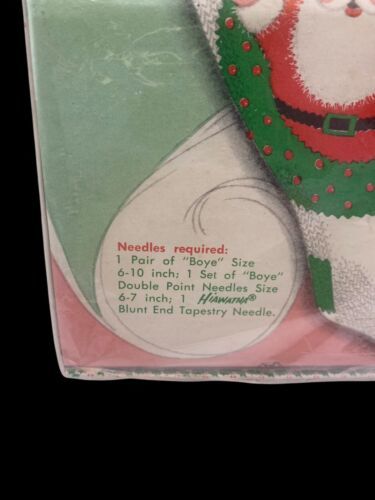 Needles required:
1 Pair of "Boye" Size
6-10 inch; 1 Set of "Boye"
Double Point Needles Size
6-7 inch; 1 HIAWATHA®
Blunt End Tapestry Needle.